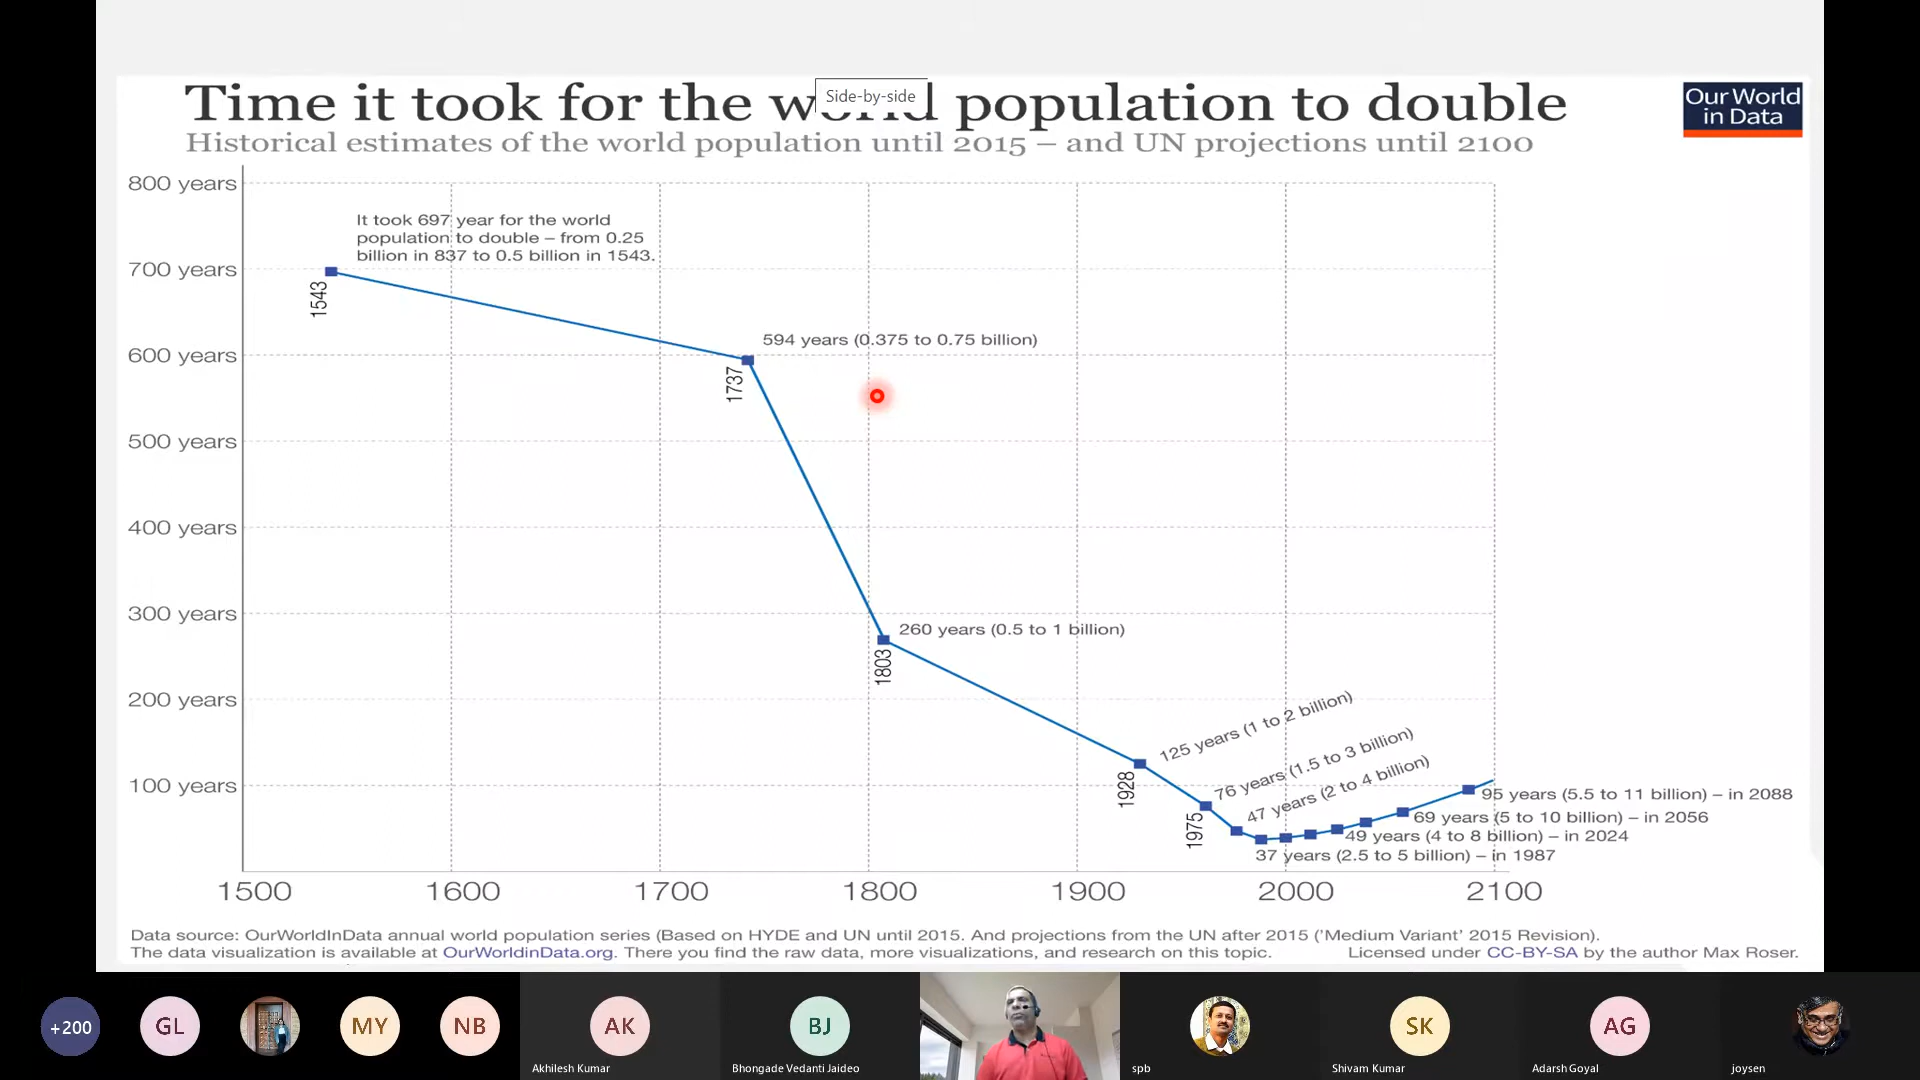 Time it took for the world population to double
Side-by-side
Our World
in Data
Historical estimates of the world population until 2015 – and UN projections until 2100
800 years
700 years
600 years
500 years
400 years
300 years
200 years
100 years
It took 697 year for the world
population to double – from 0.25
billion in 837 to 0.5 billion in 1543.
1543
594 years (0.375 to 0.75 billion)
1737
260 years (0.5 to 1 billion)
1803
125 years (1 to 2 billion)
1928
76 years (1.5 to 3 billion)
47 years (2 to 4 billion)
1975
95 years (5.5 to 11 billion) – in 2088
69 years (5 to 10 billion) – in 2056
49 years (4 to 8 billion) – in 2024
37 years (2.5 to 5 billion) – in 1987
1500 1600 1700 1800 1900 2000 2100
Data source: OurWorldInData annual world population series (Based on HYDE and UN until 2015. And projections from the UN after 2015 ('Medium Variant' 2015 Revision).
The data visualization is available at OurWorldinData.org. There you find the raw data, more visualizations, and research on this topic. Licensed under CC-BY-SA by the author Max Roser.
+200 GL MY NB AK BJ SK AG
Akhilesh Kumar Bhongade Vedanti Jaideo spb Shivam Kumar Adarsh Goyal joysen